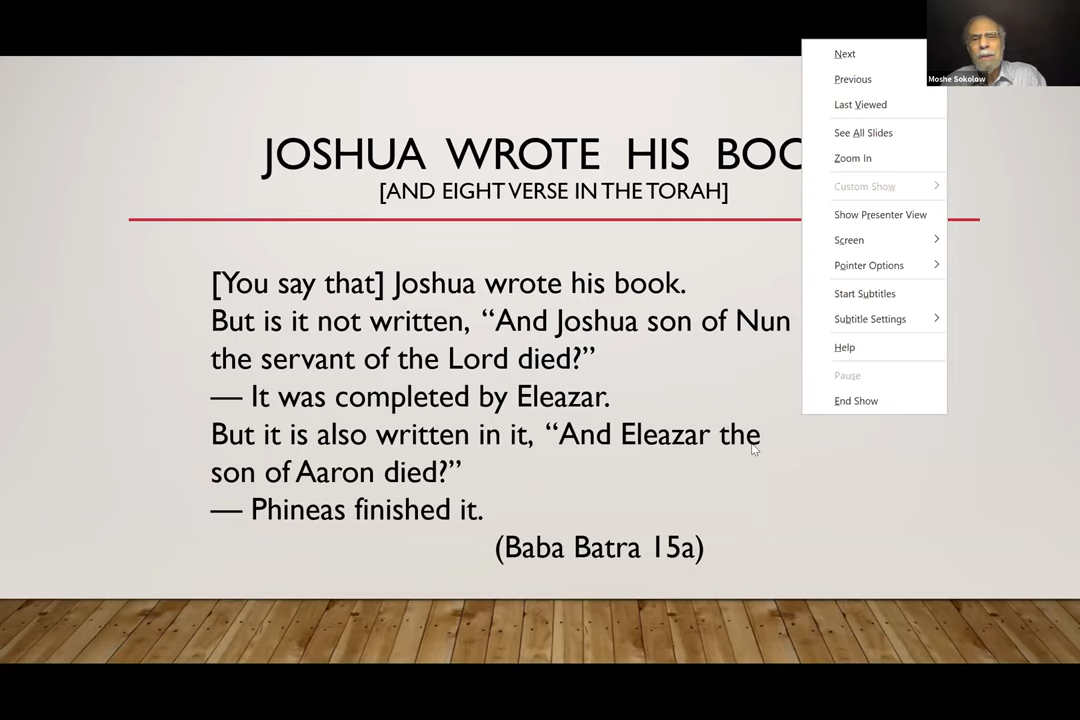 Moshe Sokolow
JOSHUA WROTE HIS
[AND EIGHT VERSE IN THE TORAH]
[You say that] Joshua wrote his book.
But is it not written, “And Joshua son of Nun
the servant of the Lord died?”
— It was completed by Eleazar.
But it is also written in it, “And Eleazar the
son of Aaron died?”
— Phineas finished it.
(Baba Batra 15a)
Next
Previous
Last Viewed
See All Slides
Zoom In
Custom Show
Show Presenter View
Screen
Pointer Options
Start Subtitles
Subtitle Settings
Help
Pause
End Show